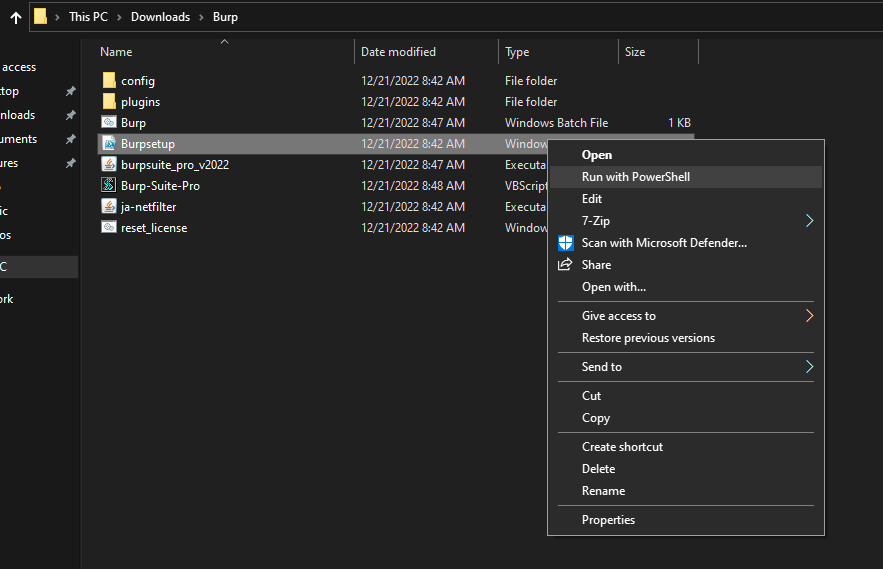 This PC > Downloads > Burp
Name Date modified Type Size
access
config 12/21/2022 8:42 AM File folder
top
plugins 12/21/2022 8:42 AM File folder
nloads
Burp 12/21/2022 8:47 AM Windows Batch File 1 KB
uments
Burpsetup 12/21/2022 8:42 AM Window
ures
burpsuite_pro_v2022 12/21/2022 8:47 AM Executa
Burp-Suite-Pro 12/21/2022 8:48 AM VBScript
ic
ja-netfilter 12/21/2022 8:42 AM Executa
os
reset_license 12/21/2022 8:42 AM Window
C
ork
Open
Run with PowerShell
Edit
7-Zip
Scan with Microsoft Defender...
Share
Open with...
Give access to
Restore previous versions
Send to
Cut
Copy
Create shortcut
Delete
Rename
Properties